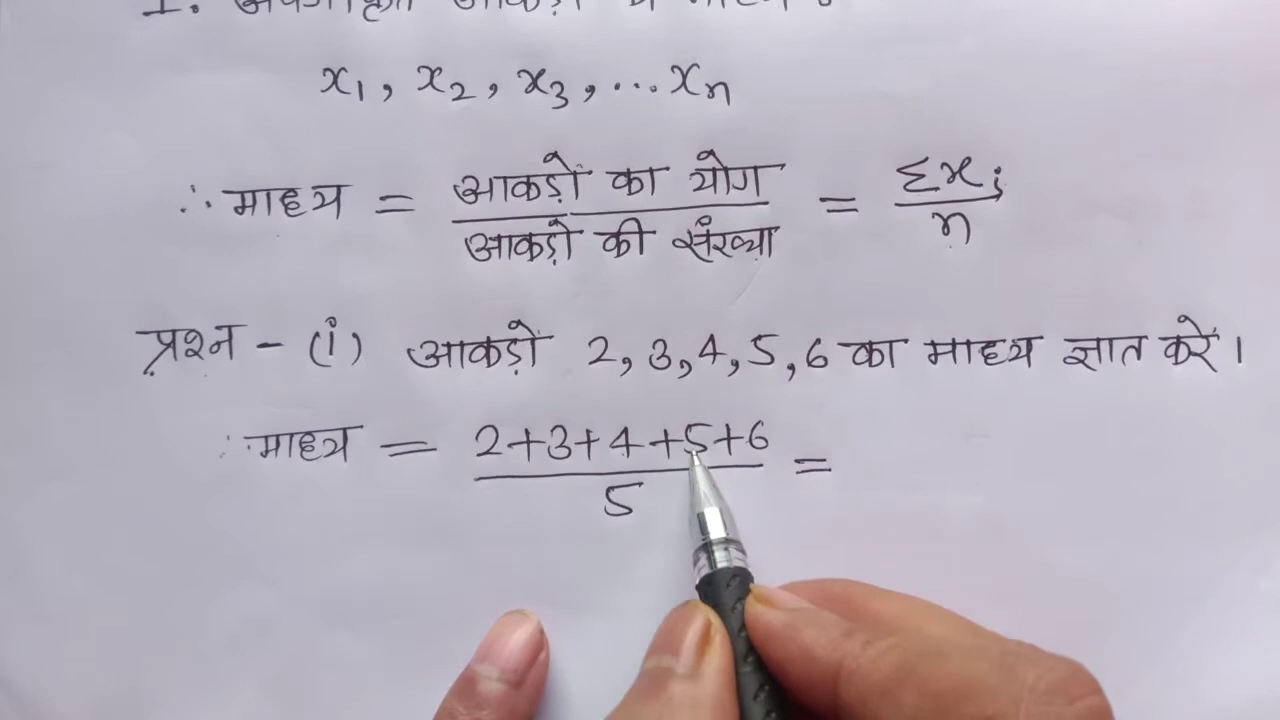 x₁, x₂, x₃, ... xₙ
∴ माध्य = आकड़ों का योग / आकड़ों की संख्या = Σxᵢ / n
प्रश्न - (i) आकड़ों 2, 3, 4, 5, 6 का माध्य ज्ञात करें।
∴ माध्य = 2+3+4+5+6 / 5 =